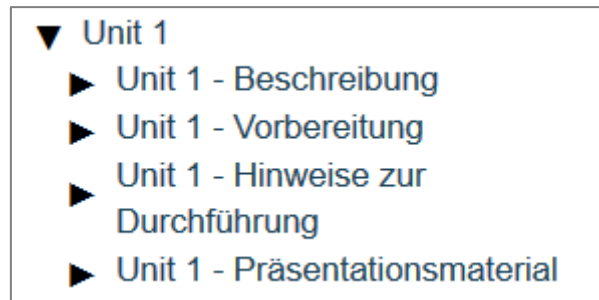 Unit 1
Unit 1 - Beschreibung
Unit 1 - Vorbereitung
Unit 1 - Hinweise zur
Durchführung
Unit 1 - Präsentationsmaterial